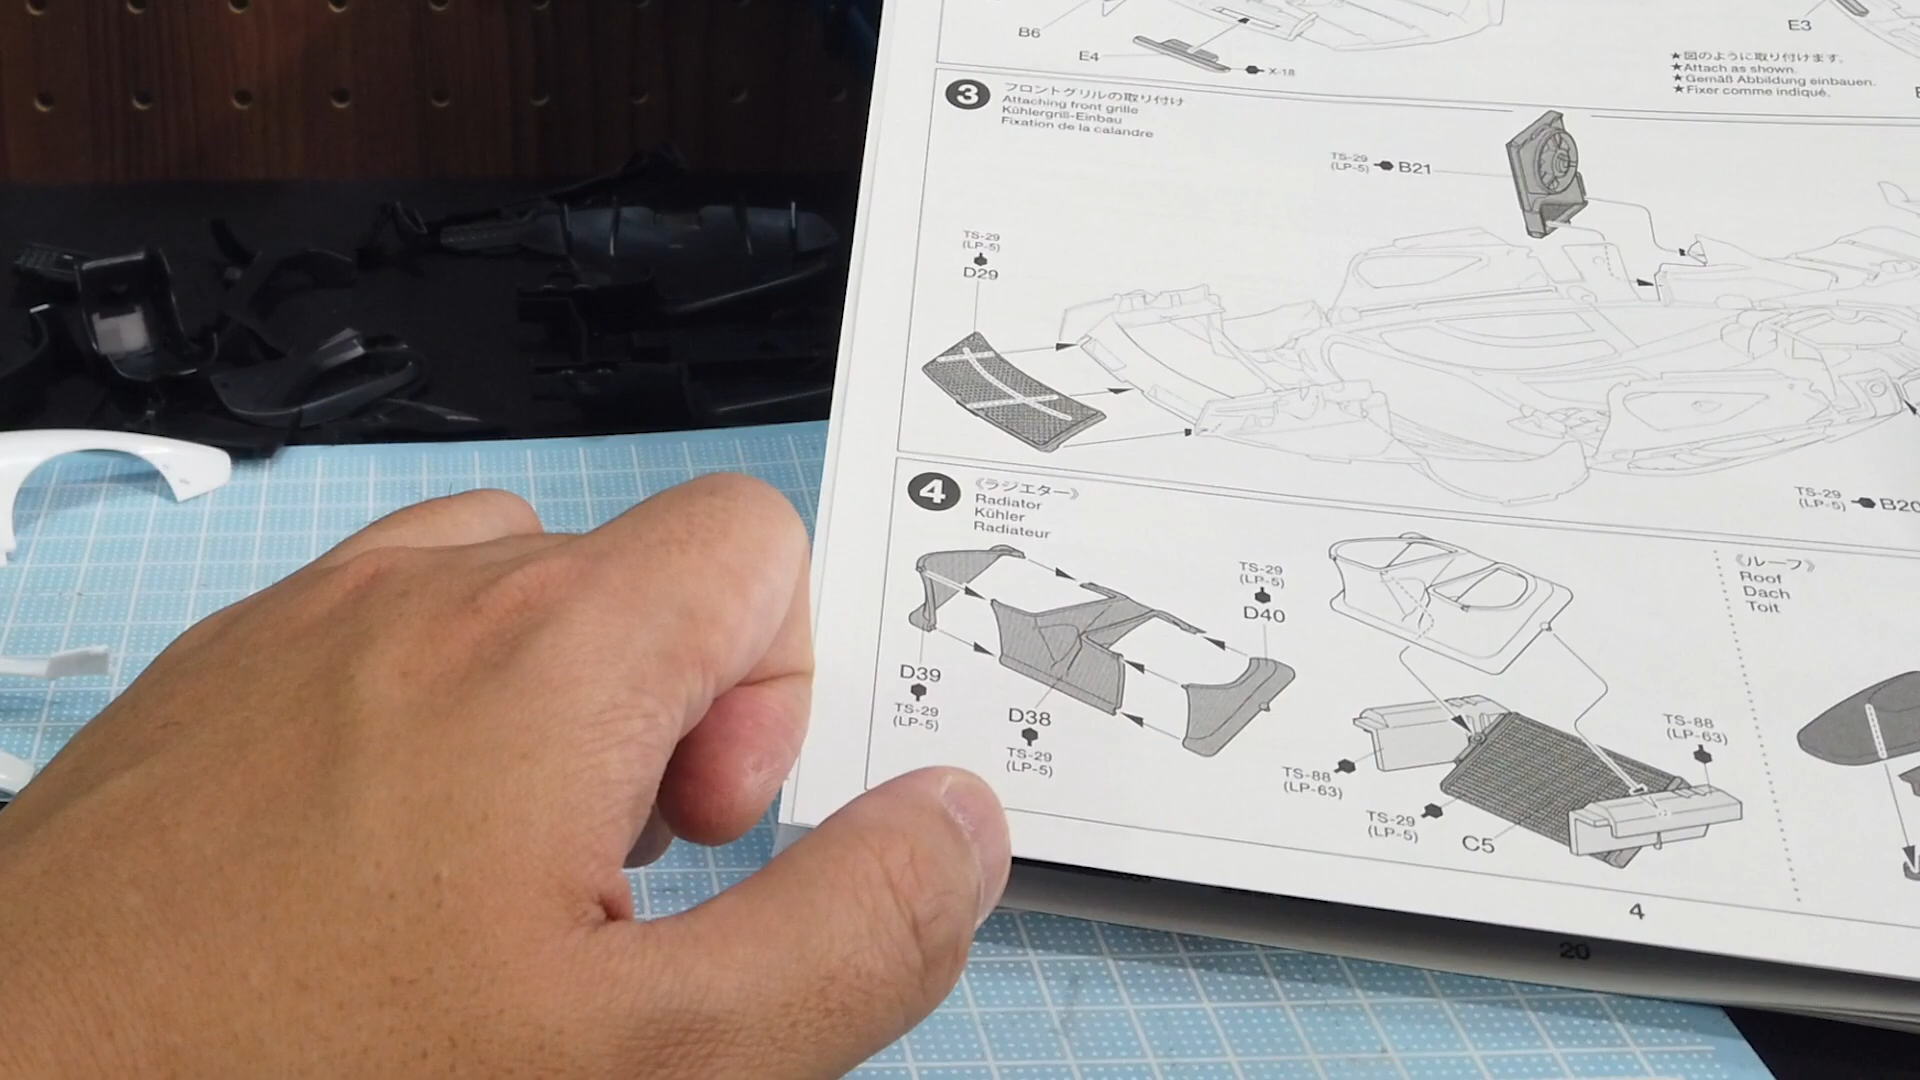 B6
E4
X-18
E3
★図のように取り付けます。
★Attach as shown.
★Gemäß Abbildung einbauen.
★Fixer comme indiqué.
3
フロントグリルの取り付け
Attaching front grille
Kühlergrill-Einbau
Fixation de la calandre
TS-29
(LP-5)
B21
TS-29
(LP-5)
D29
TS-29
(LP-5)
B20
4
《ラジエター》
Radiator
Kühler
Radiateur
TS-29
(LP-5)
D40
D39
TS-29
(LP-5)
D38
TS-29
(LP-5)
TS-88
(LP-63)
TS-88
(LP-63)
TS-29
(LP-5)
C5
《ルーフ》
Roof
Dach
Toit
4
20